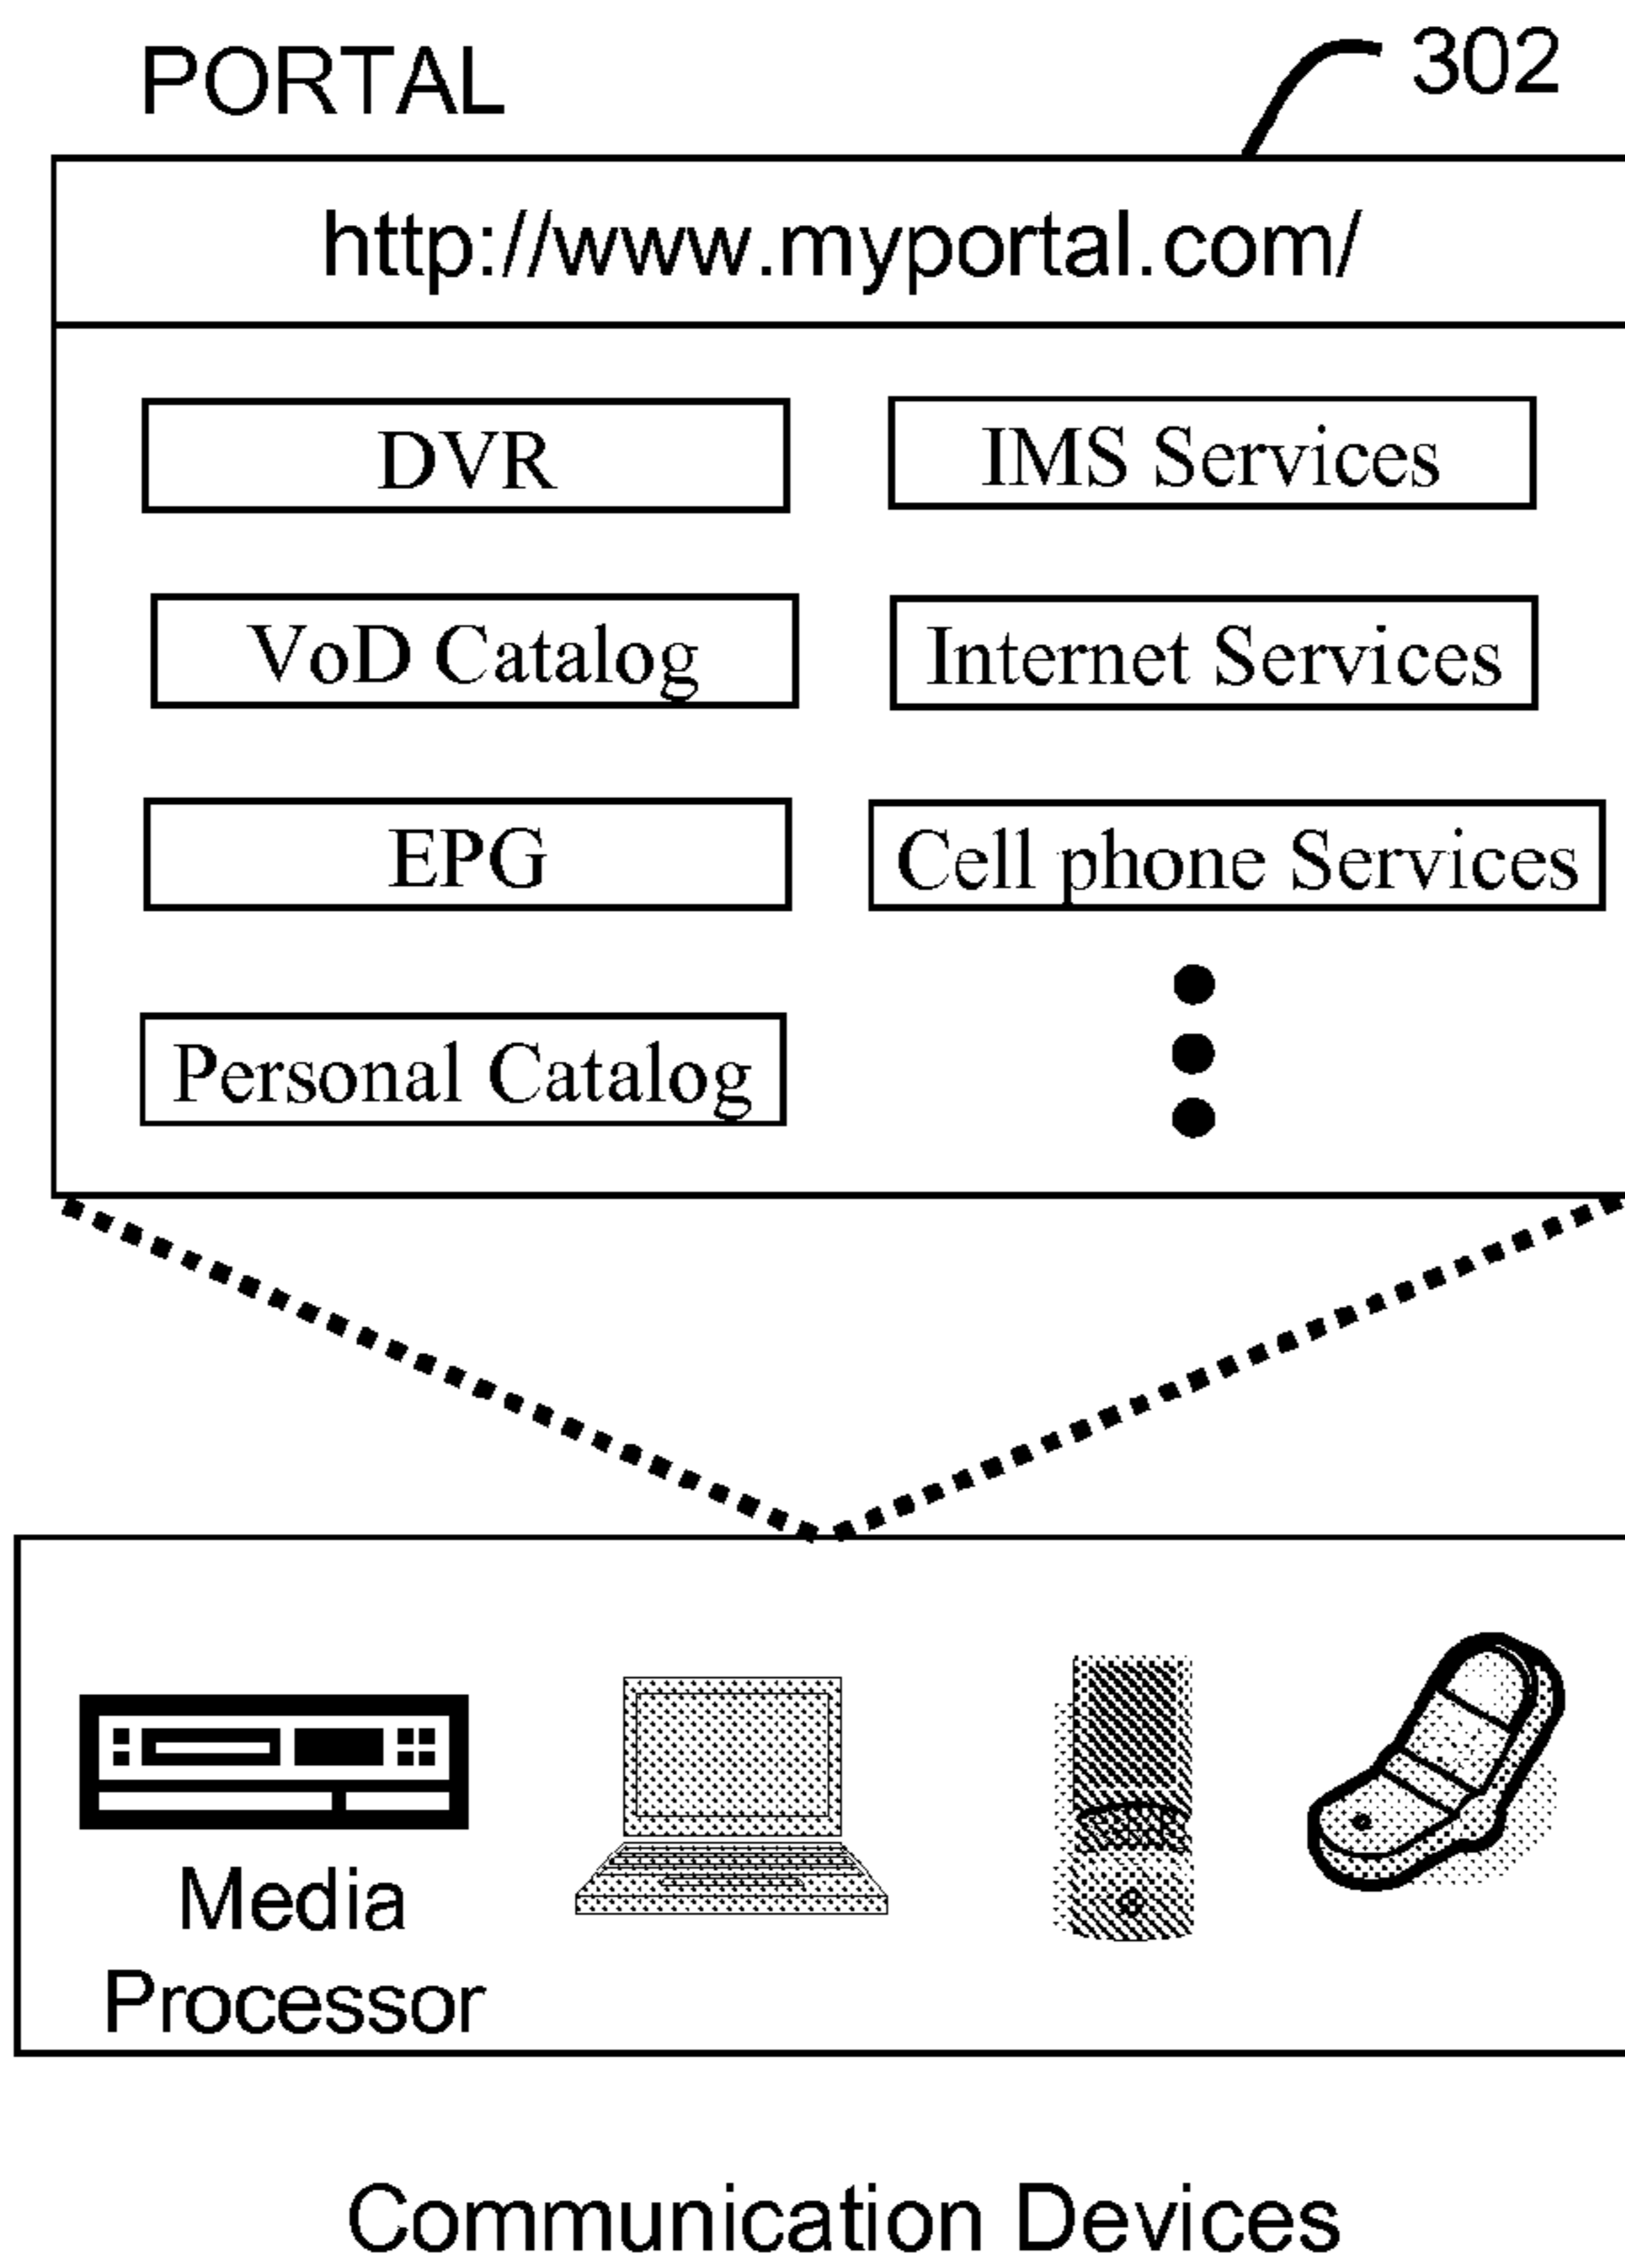 PORTAL
302
http://www.myportal.com/
DVR
IMS Services
VoD Catalog
Internet Services
EPG
Cell phone Services
Personal Catalog
Media
Processor
Communication Devices